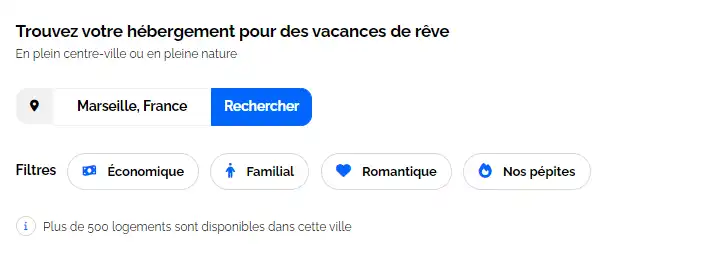 Trouvez votre hébergement pour des vacances de rêve
En plein centre-ville ou en pleine nature
Marseille, France Rechercher
Filtres Économique Familial Romantique Nos pépites
i Plus de 500 logements sont disponibles dans cette ville